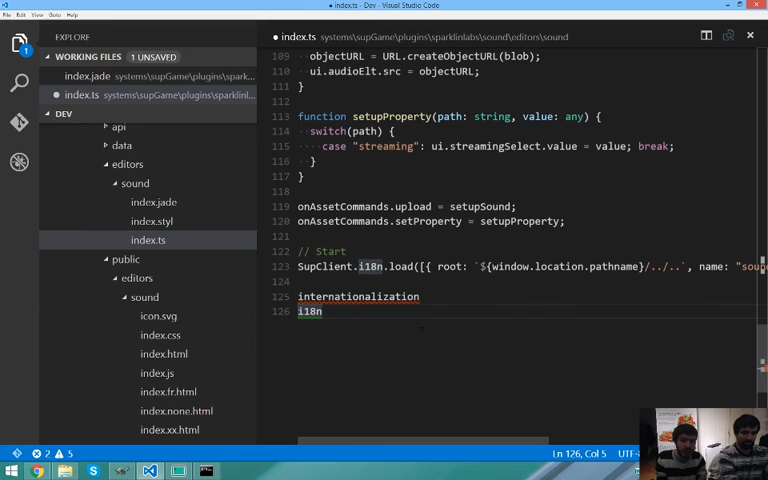 index.ts - Dev - Visual Studio Code
File Edit View Goto Help
EXPLORE
WORKING FILES 1 UNSAVED
index.jade systems\supGame\plugins\spark...
index.ts systems\supGame\plugins\sparklinl...
DEV
api
data
editors
sound
index.jade
index.styl
index.ts
public
editors
sound
icon.svg
index.css
index.html
index.js
index.fr.html
index.none.html
index.xx.html
1
index.ts systems\supGame\plugins\sparklinlabs\sound\editors\sound
109 objectURL = URL.createObjectURL(blob);
110 ui.audioElt.src = objectURL;
111 }
112
113 function setupProperty(path: string, value: any) {
114 switch(path) {
115 case "streaming": ui.streamingSelect.value = value; break;
116 }
117 }
118
119 onAssetCommands.upload = setupSound;
120 onAssetCommands.setProperty = setupProperty;
121
122 // Start
123 SupClient.i18n.load([{ root: `${window.location.pathname}/../..`, name: "soun
124
125 internationalization
126 i18n
2 5
Ln 126, Col 5 UTF-8